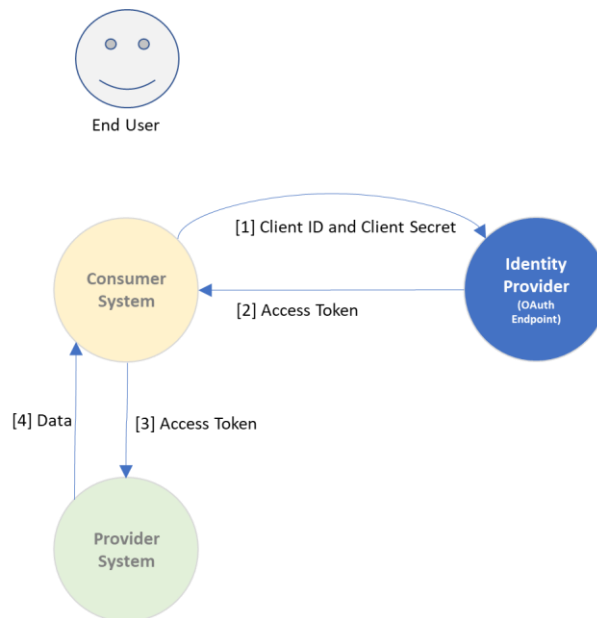 End User
[1] Client ID and Client Secret
Consumer
System
Identity
Provider
(OAuth
Endpoint)
[2] Access Token
[4] Data
[3] Access Token
Provider
System